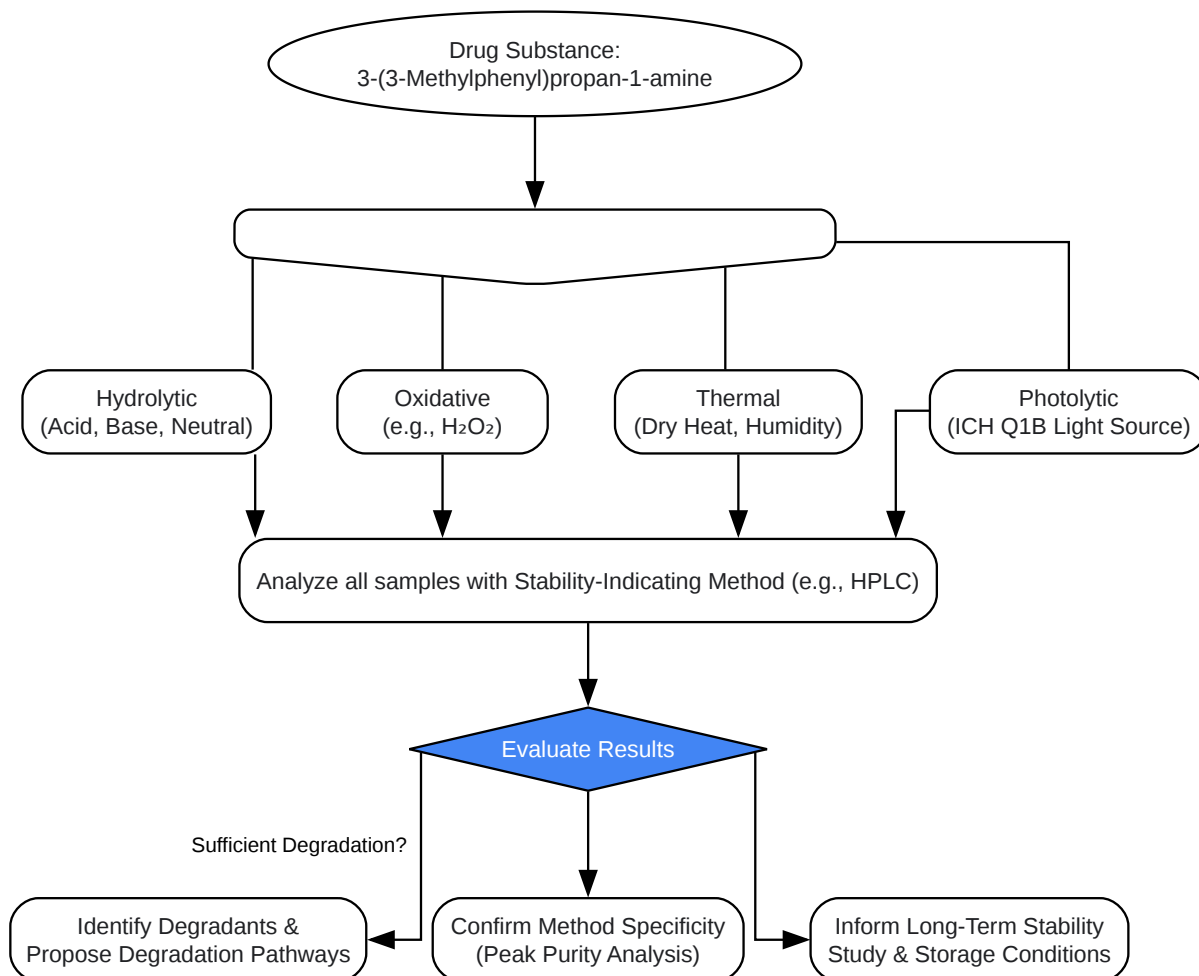 Drug Substance:
3-(3-Methylphenyl)propan-1-amine
Hydrolytic
(Acid, Base, Neutral)
Oxidative
(e.g., H₂O₂)
Thermal
(Dry Heat, Humidity)
Photolytic
(ICH Q1B Light Source)
Analyze all samples with Stability-Indicating Method (e.g., HPLC)
Evaluate Results
Sufficient Degradation?
Identify Degradants &
Propose Degradation Pathways
Confirm Method Specificity
(Peak Purity Analysis)
Inform Long-Term Stability
Study & Storage Conditions